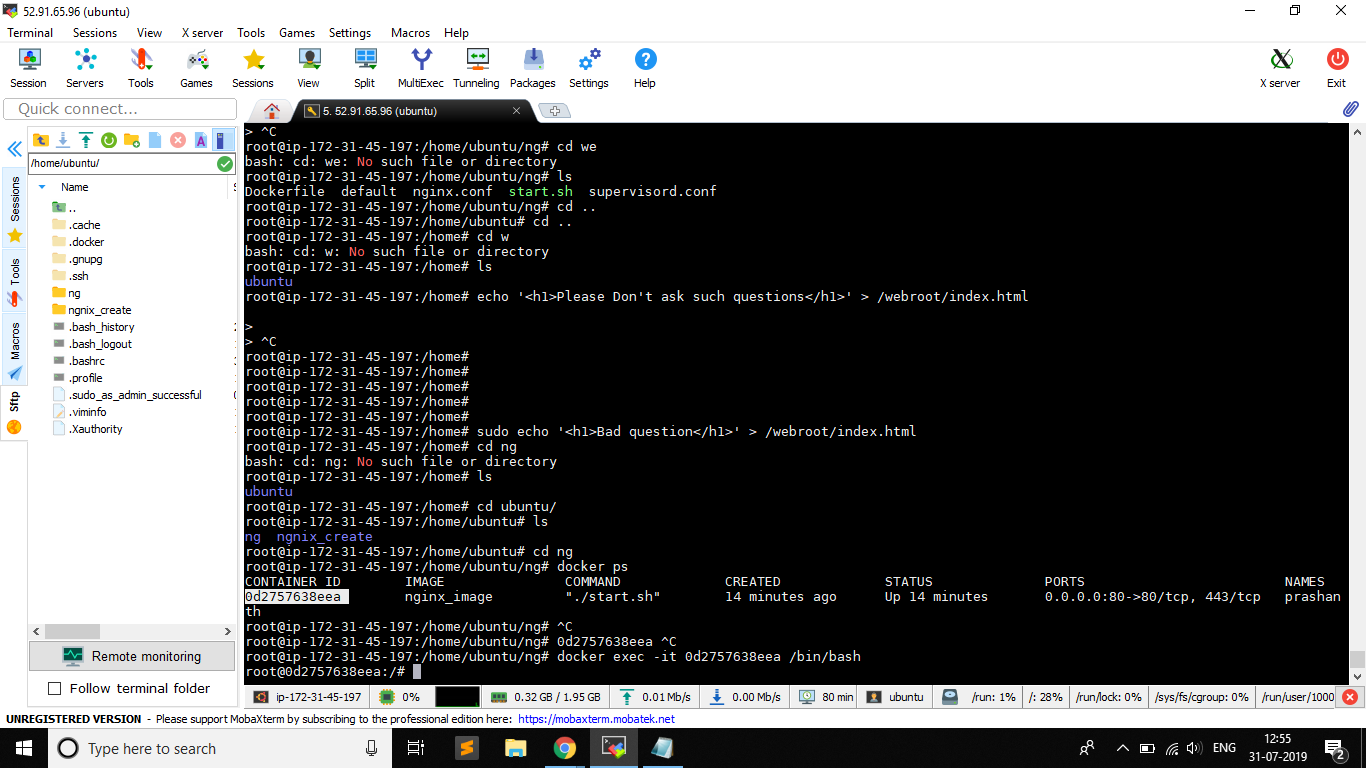 52.91.65.96 (ubuntu)
Terminal Sessions View X server Tools Games Settings Macros Help
Session Servers Tools Games Sessions View Split MultiExec Tunneling Packages Settings Help X server Exit
Quick connect...
5. 52.91.65.96 (ubuntu)
/home/ubuntu/
Name
..
.cache
.docker
.gnupg
.ssh
ng
ngnix_create
.bash_history
.bash_logout
.bashrc
.profile
.sudo_as_admin_successful
.viminfo
.Xauthority
Sessions
Tools
Macros
Sftp
Remote monitoring
Follow terminal folder
> ^C
root@ip-172-31-45-197:/home/ubuntu/ng# cd we
bash: cd: we: No such file or directory
root@ip-172-31-45-197:/home/ubuntu/ng# ls
Dockerfile default nginx.conf start.sh supervisord.conf
root@ip-172-31-45-197:/home/ubuntu/ng# cd ..
root@ip-172-31-45-197:/home/ubuntu# cd ..
root@ip-172-31-45-197:/home# cd w
bash: cd: w: No such file or directory
root@ip-172-31-45-197:/home# ls
ubuntu
root@ip-172-31-45-197:/home# echo '<h1>Please Don't ask such questions</h1>' > /webroot/index.html
>
> ^C
root@ip-172-31-45-197:/home#
root@ip-172-31-45-197:/home#
root@ip-172-31-45-197:/home#
root@ip-172-31-45-197:/home#
root@ip-172-31-45-197:/home#
root@ip-172-31-45-197:/home# sudo echo '<h1>Bad question</h1>' > /webroot/index.html
root@ip-172-31-45-197:/home# cd ng
bash: cd: ng: No such file or directory
root@ip-172-31-45-197:/home# ls
ubuntu
root@ip-172-31-45-197:/home# cd ubuntu/
root@ip-172-31-45-197:/home/ubuntu# ls
ng ngnix_create
root@ip-172-31-45-197:/home/ubuntu# cd ng
root@ip-172-31-45-197:/home/ubuntu/ng# docker ps
CONTAINER ID IMAGE COMMAND CREATED STATUS PORTS NAMES
0d2757638eea nginx_image "./start.sh" 14 minutes ago Up 14 minutes 0.0.0.0:80->80/tcp, 443/tcp prashan
th
root@ip-172-31-45-197:/home/ubuntu/ng# ^C
root@ip-172-31-45-197:/home/ubuntu/ng# 0d2757638eea ^C
root@ip-172-31-45-197:/home/ubuntu/ng# docker exec -it 0d2757638eea /bin/bash
root@0d2757638eea:/#
ip-172-31-45-197 0% 0.32 GB / 1.95 GB 0.01 Mb/s 0.00 Mb/s 80 min ubuntu /run: 1% /: 28% /run/lock: 0% /sys/fs/cgroup: 0% /run/user/1000
UNREGISTERED VERSION - Please support MobaXterm by subscribing to the professional edition here: https://mobaxterm.mobatek.net
Type here to search
ENG
12:55
31-07-2019
2